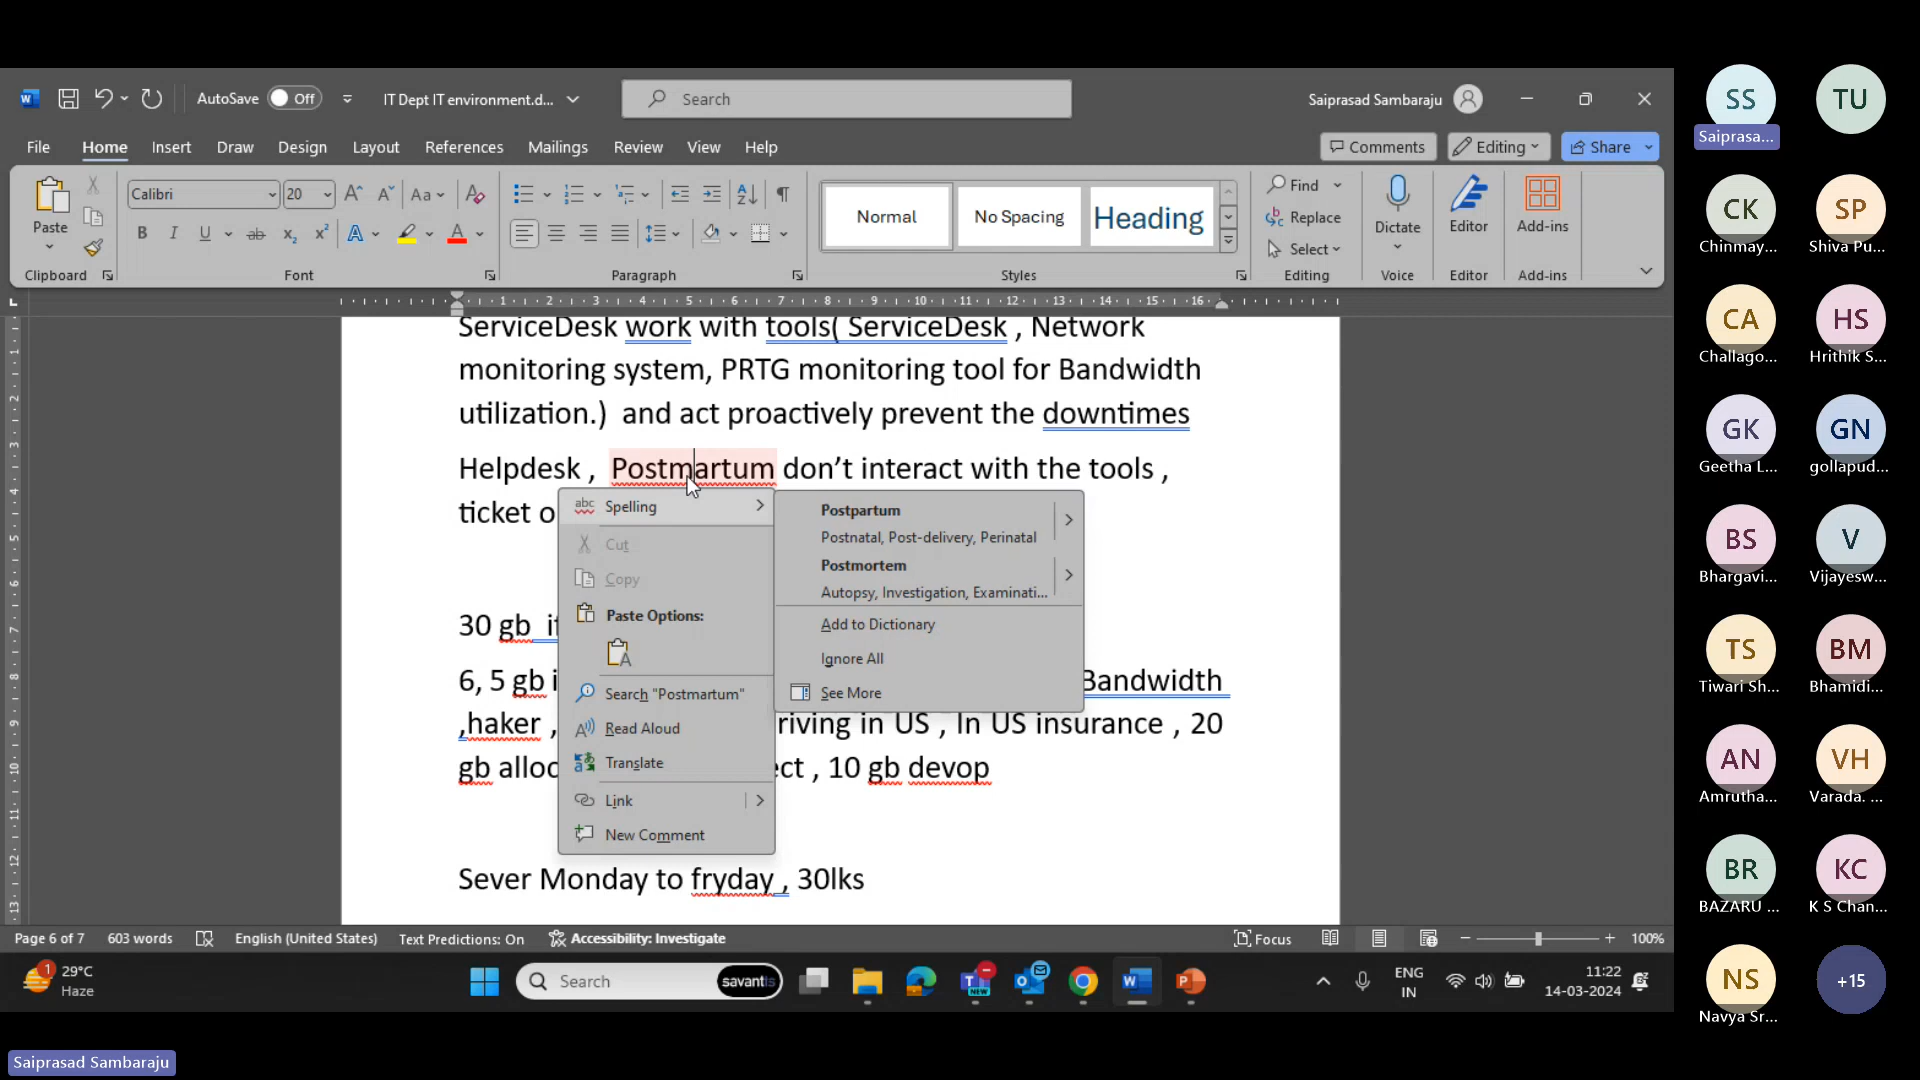 AutoSave
Off
IT Dept IT environment.d...
Search
Saiprasad Sambaraju
File
Home
Insert
Draw
Design
Layout
References
Mailings
Review
View
Help
Comments
Editing
Share
Paste
Clipboard
Calibri
20
Font
Paragraph
Normal
No Spacing
Heading
Styles
Find
Replace
Select
Editing
Dictate
Voice
Editor
Editor
Add-ins
Add-ins
ServiceDesk work with tools( ServiceDesk , Network
monitoring system, PRTG monitoring tool for Bandwidth
utilization.) and act proactively prevent the downtimes
Helpdesk , Postmartum don't interact with the tools ,
ticket o
30 gb if
6, 5 gb i Bandwidth
,haker , riving in US , In US insurance , 20
gb alloc ct , 10 gb devop
Sever Monday to fryday , 30lks
Spelling
Cut
Copy
Paste Options:
Search "Postmartum"
Read Aloud
Translate
Link
New Comment
Postpartum
Postnatal, Post-delivery, Perinatal
Postmortem
Autopsy, Investigation, Examinati...
Add to Dictionary
Ignore All
See More
Page 6 of 7
603 words
English (United States)
Text Predictions: On
Accessibility: Investigate
Focus
100%
1
29°C
Haze
Search
savantis
NEW
ENG
IN
11:22
14-03-2024
SS
Saiprasa...
TU
CK
Chinmay...
SP
Shiva Pu...
CA
Challago...
HS
Hrithik S...
GK
Geetha L...
GN
gollapud...
BS
Bhargavi...
V
Vijayesw...
TS
Tiwari Sh...
BM
Bhamidi...
AN
Amrutha...
VH
Varada. ...
BR
BAZARU ...
KC
K S Chan...
NS
Navya Sr...
+15
Saiprasad Sambaraju